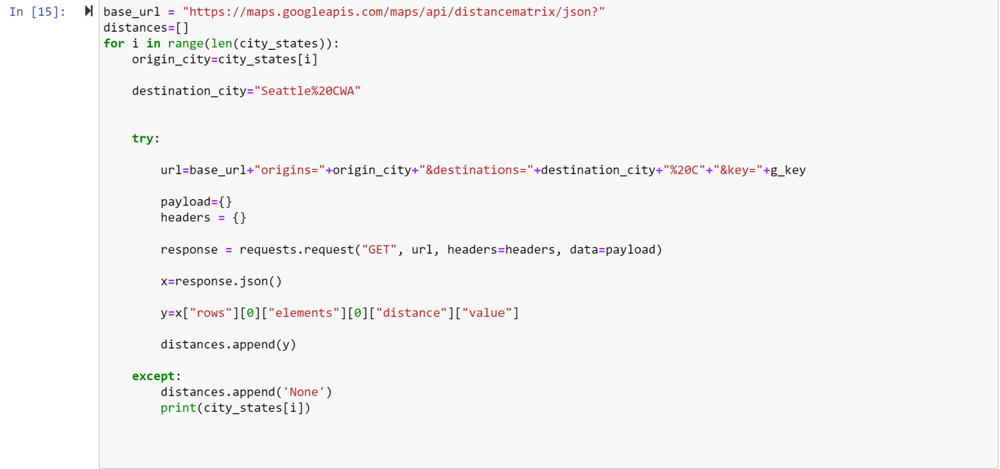 In [15]:
base_url = "https://maps.googleapis.com/maps/api/distancematrix/json?"
distances=[]
for i in range(len(city_states)):
    origin_city=city_states[i]
    destination_city="Seattle%20CWA"
    try:
        url=base_url+"origins="+origin_city+"&destinations="+destination_city+"%20C"+"&key="+g_key
        payload={}
        headers = {}
        response = requests.request("GET", url, headers=headers, data=payload)
        x=response.json()
        y=x["rows"][0]["elements"][0]["distance"]["value"]
        distances.append(y)
    except:
        distances.append('None')
        print(city_states[i])